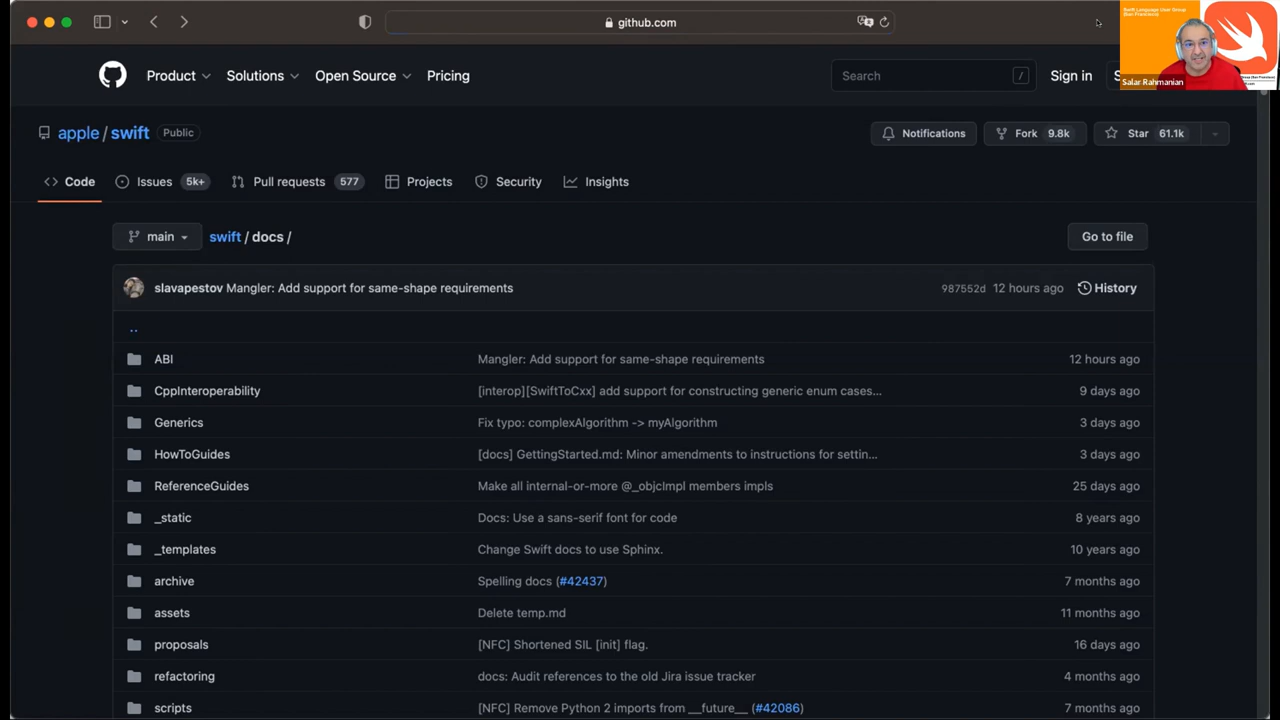 github.com
Swift Language User Group
(San Francisco)
Salar Rahmanian
Product
Solutions
Open Source
Pricing
Search
/
Sign in
apple / swift
Public
Notifications
Fork 9.8k
Star 61.1k
Code
Issues 5k+
Pull requests 577
Projects
Security
Insights
main
swift / docs /
Go to file
slavapestov Mangler: Add support for same-shape requirements
987552d 12 hours ago
History
..
ABI Mangler: Add support for same-shape requirements 12 hours ago
CppInteroperability [interop][SwiftToCxx] add support for constructing generic enum cases... 9 days ago
Generics Fix typo: complexAlgorithm -> myAlgorithm 3 days ago
HowToGuides [docs] GettingStarted.md: Minor amendments to instructions for settin... 3 days ago
ReferenceGuides Make all internal-or-more @_objcImpl members impls 25 days ago
_static Docs: Use a sans-serif font for code 8 years ago
_templates Change Swift docs to use Sphinx. 10 years ago
archive Spelling docs (#42437) 7 months ago
assets Delete temp.md 11 months ago
proposals [NFC] Shortened SIL [init] flag. 16 days ago
refactoring docs: Audit references to the old Jira issue tracker 4 months ago
scripts [NFC] Remove Python 2 imports from __future__ (#42086) 7 months ago